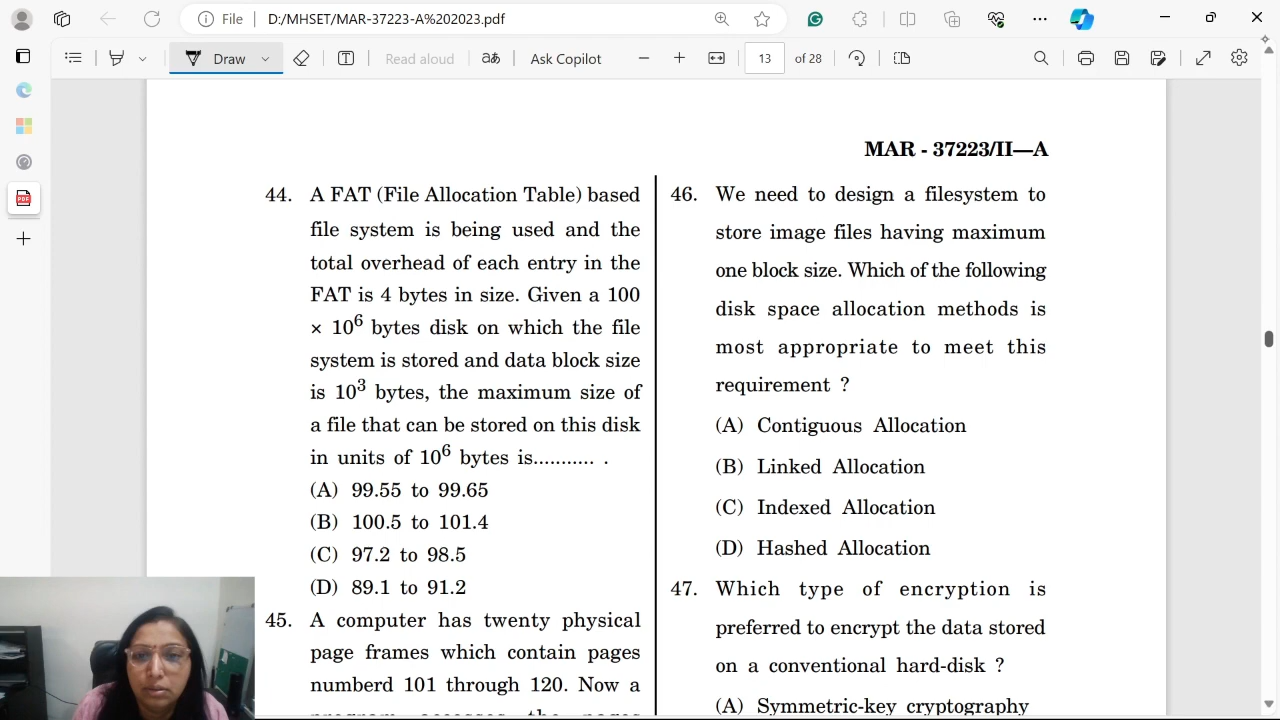 File
D:/MHSET/MAR-37223-A%202023.pdf
Draw
Read aloud
aあ
Ask Copilot
13
of 28
MAR - 37223/II—A
44. A FAT (File Allocation Table) based
file system is being used and the
total overhead of each entry in the
FAT is 4 bytes in size. Given a 100
× 10⁶ bytes disk on which the file
system is stored and data block size
is 10³ bytes, the maximum size of
a file that can be stored on this disk
in units of 10⁶ bytes is........... .
(A) 99.55 to 99.65
(B) 100.5 to 101.4
(C) 97.2 to 98.5
(D) 89.1 to 91.2
45. A computer has twenty physical
page frames which contain pages
numberd 101 through 120. Now a
program accesses the pages
46. We need to design a filesystem to
store image files having maximum
one block size. Which of the following
disk space allocation methods is
most appropriate to meet this
requirement ?
(A) Contiguous Allocation
(B) Linked Allocation
(C) Indexed Allocation
(D) Hashed Allocation
47. Which type of encryption is
preferred to encrypt the data stored
on a conventional hard-disk ?
(A) Symmetric-key cryptography